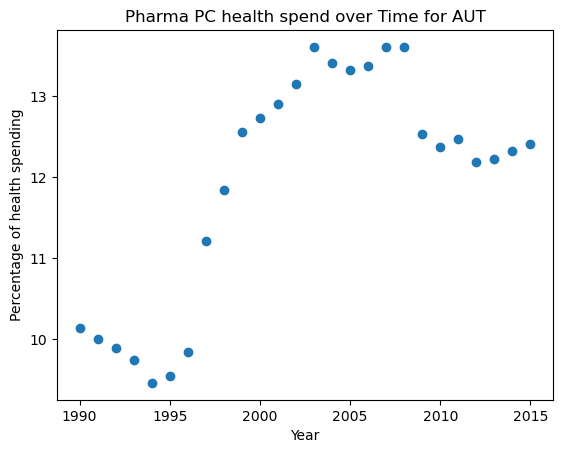 Pharma PC health spend over Time for AUT
Percentage of health spending
13
12
11
10
1990 1995 2000 2005 2010 2015
Year